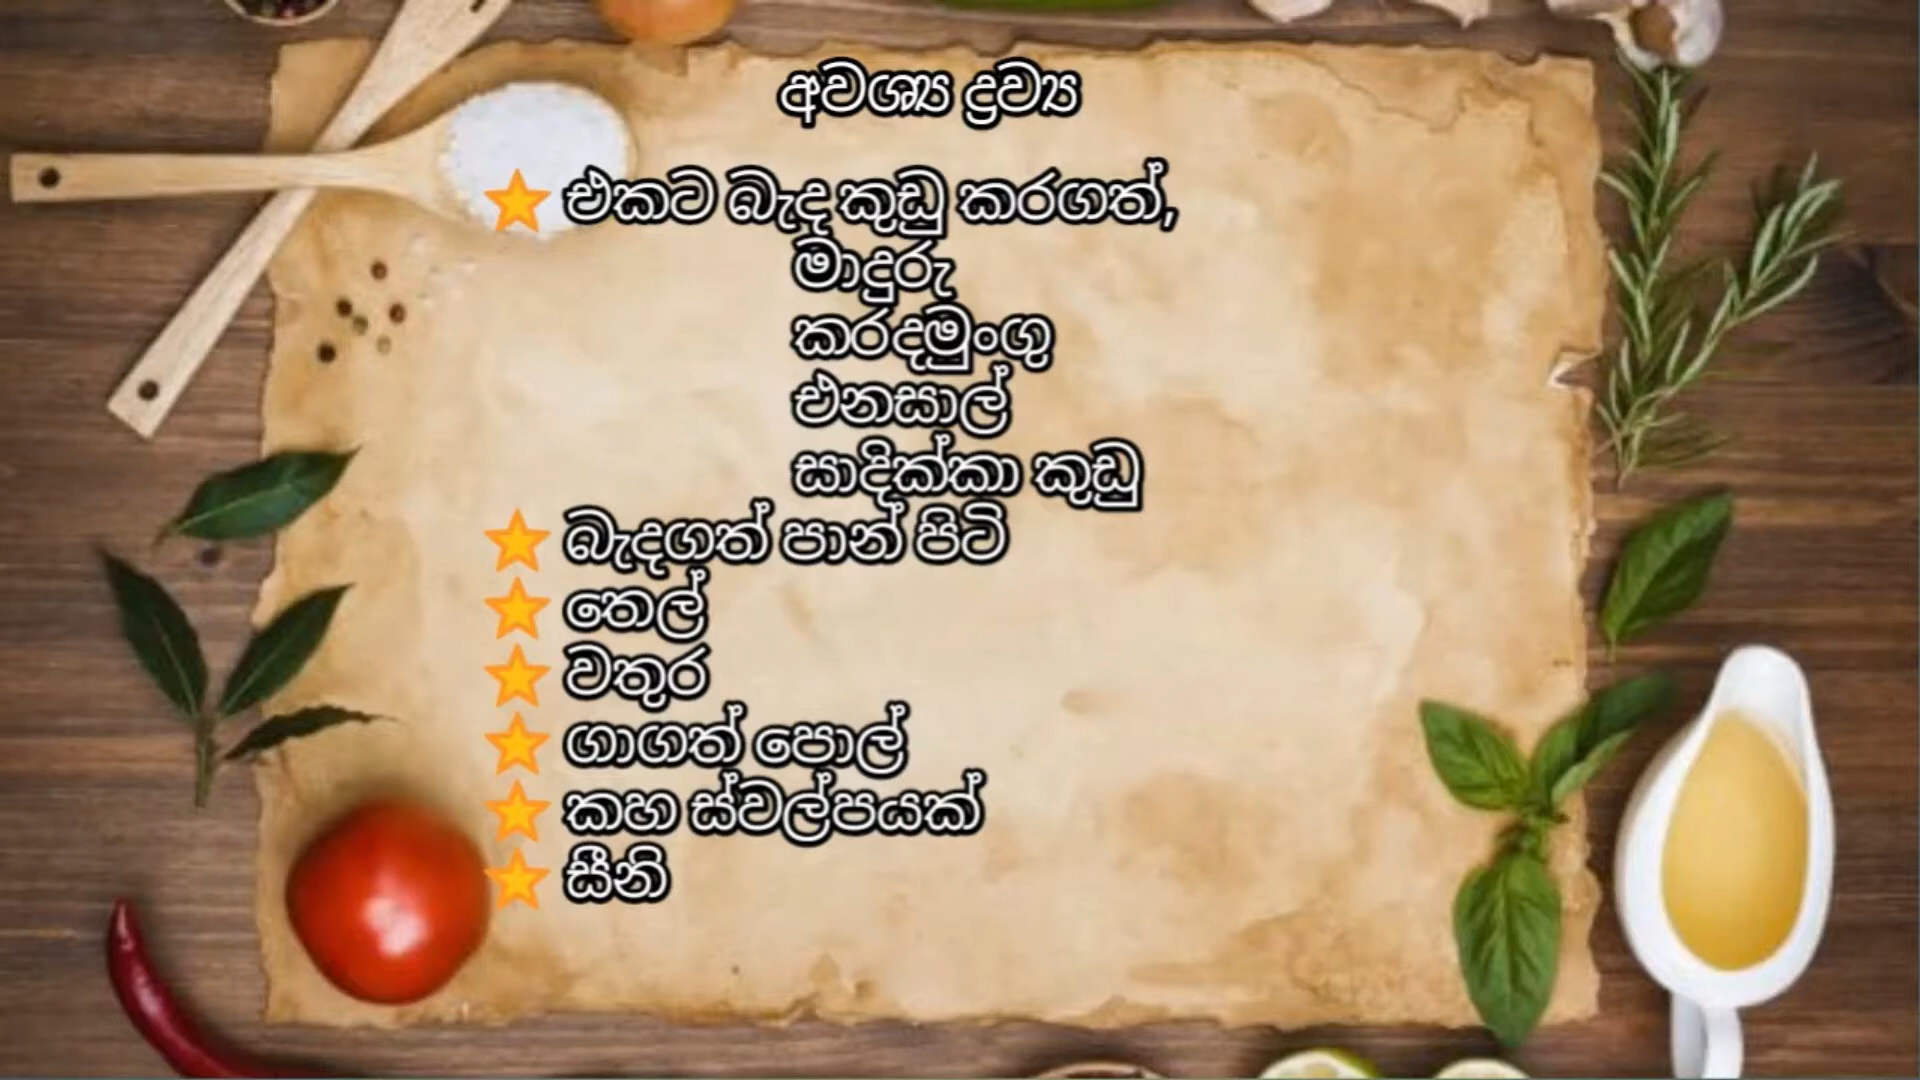 අවශ්‍ය ද්‍රව්‍ය
⭐ එකට බැද කුඩු කරගත්,
මාදුරු
කරදමුංගු
එනසාල්
සාදික්කා කුඩු
⭐ බැදගත් පාන් පිටි
⭐ තෙල්
⭐ වතුර
⭐ ගාගත් පොල්
⭐ කහ ස්වල්පයක්
⭐ සීනි